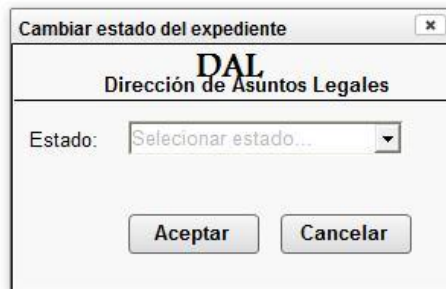 Cambiar estado del expediente
DAL
Dirección de Asuntos Legales
Estado: Selecionar estado...
Aceptar Cancelar